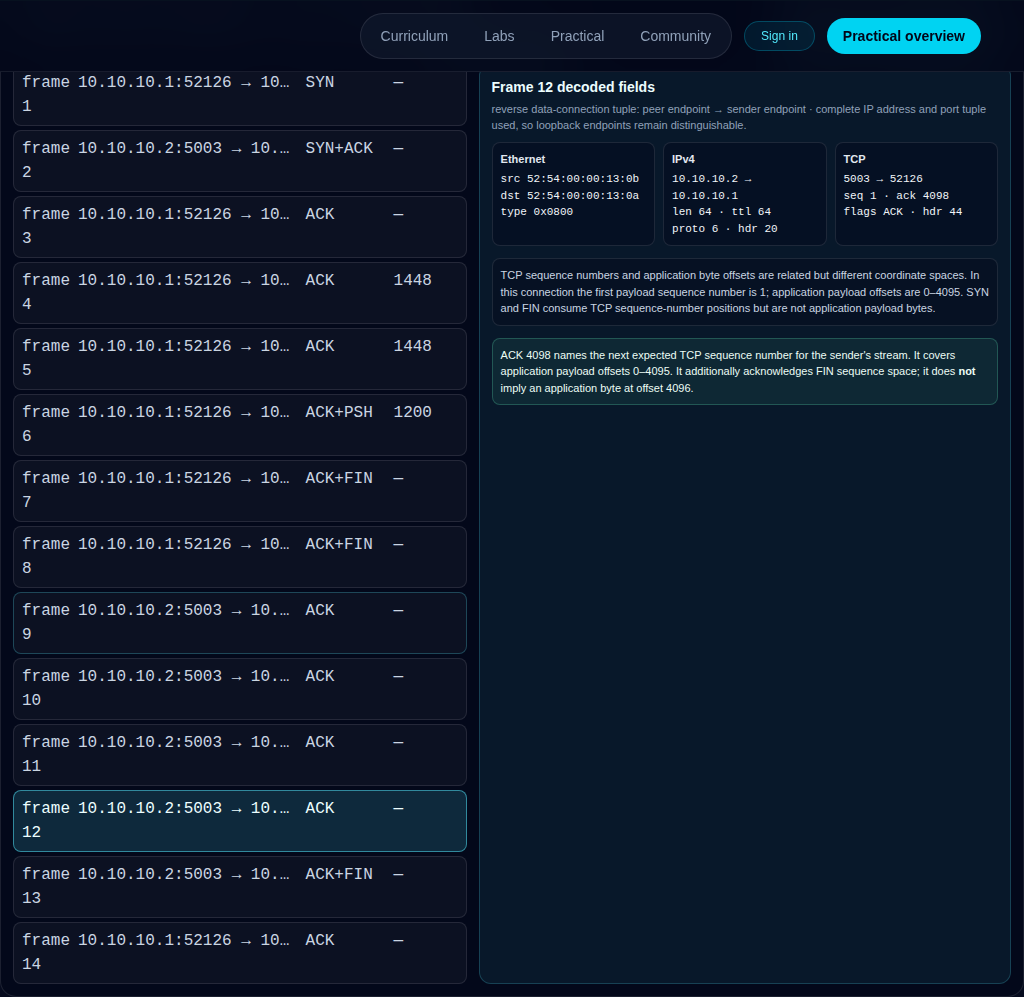 Curriculum Labs Practical Community Sign in Practical overview
frame 10.10.10.1:52126 → 10… SYN —
1
frame 10.10.10.2:5003 → 10.… SYN+ACK —
2
frame 10.10.10.1:52126 → 10… ACK —
3
frame 10.10.10.1:52126 → 10… ACK 1448
4
frame 10.10.10.1:52126 → 10… ACK 1448
5
frame 10.10.10.1:52126 → 10… ACK+PSH 1200
6
frame 10.10.10.1:52126 → 10… ACK+FIN —
7
frame 10.10.10.1:52126 → 10… ACK+FIN —
8
frame 10.10.10.2:5003 → 10.… ACK —
9
frame 10.10.10.2:5003 → 10.… ACK —
10
frame 10.10.10.2:5003 → 10.… ACK —
11
frame 10.10.10.2:5003 → 10.… ACK —
12
frame 10.10.10.2:5003 → 10.… ACK+FIN —
13
frame 10.10.10.1:52126 → 10… ACK —
14
Frame 12 decoded fields
reverse data-connection tuple: peer endpoint → sender endpoint · complete IP address and port tuple
used, so loopback endpoints remain distinguishable.
Ethernet
src 52:54:00:00:13:0b
dst 52:54:00:00:13:0a
type 0x0800
IPv4
10.10.10.2 →
10.10.10.1
len 64 · ttl 64
proto 6 · hdr 20
TCP
5003 → 52126
seq 1 · ack 4098
flags ACK · hdr 44
TCP sequence numbers and application byte offsets are related but different coordinate spaces. In
this connection the first payload sequence number is 1; application payload offsets are 0–4095. SYN
and FIN consume TCP sequence-number positions but are not application payload bytes.
ACK 4098 names the next expected TCP sequence number for the sender's stream. It covers
application payload offsets 0–4095. It additionally acknowledges FIN sequence space; it does not
imply an application byte at offset 4096.